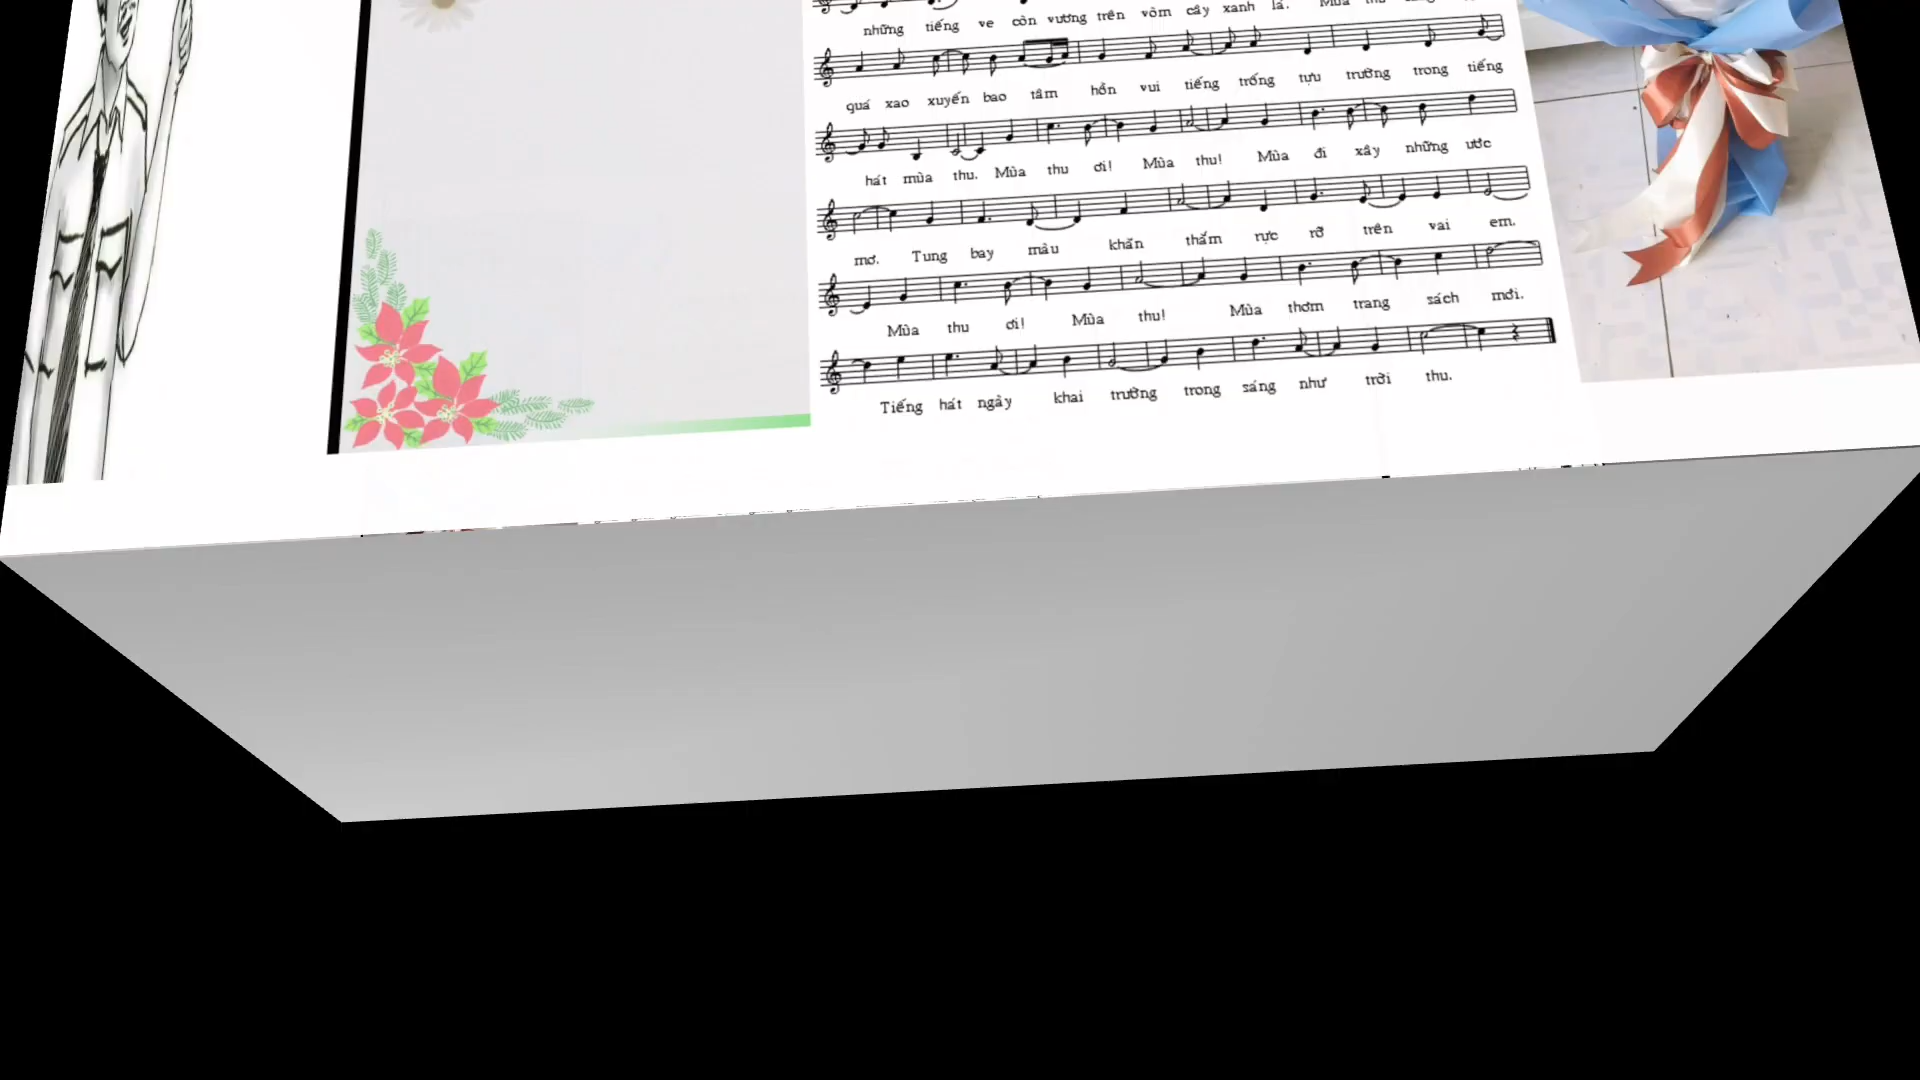 những tiếng ve còn vương trên vòm cây xanh lá. Mùa thu
quá xao xuyến bao tâm hồn vui tiếng trống tựu trường trong tiếng
hát mùa thu. Mùa thu ơi! Mùa thu! Mùa đi xây những ước
mơ. Tung bay màu khăn thắm rực rỡ trên vai em.
Mùa thu ơi! Mùa thu! Mùa thơm trang sách mới.
Tiếng hát ngày khai trường trong sáng như trời thu.